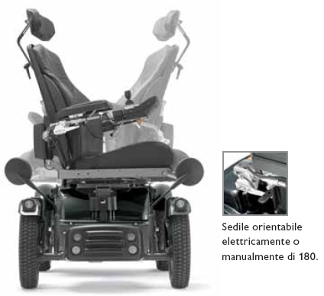 Sedile orientabile
elettricamente o
manualmente di 180.